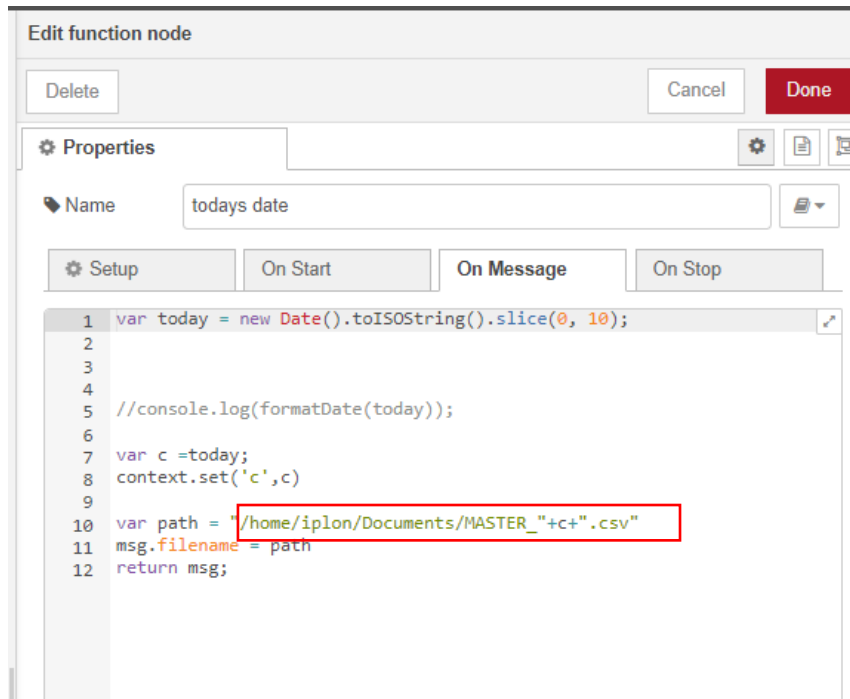 Edit function node
Delete
Cancel
Done
Properties
Name
todays date
Setup
On Start
On Message
On Stop
1 var today = new Date().toISOString().slice(0, 10);
2
3
4
5 //console.log(formatDate(today));
6
7 var c =today;
8 context.set('c',c)
9
10 var path = "/home/iplon/Documents/MASTER_"+c+".csv"
11 msg.filename = path
12 return msg;